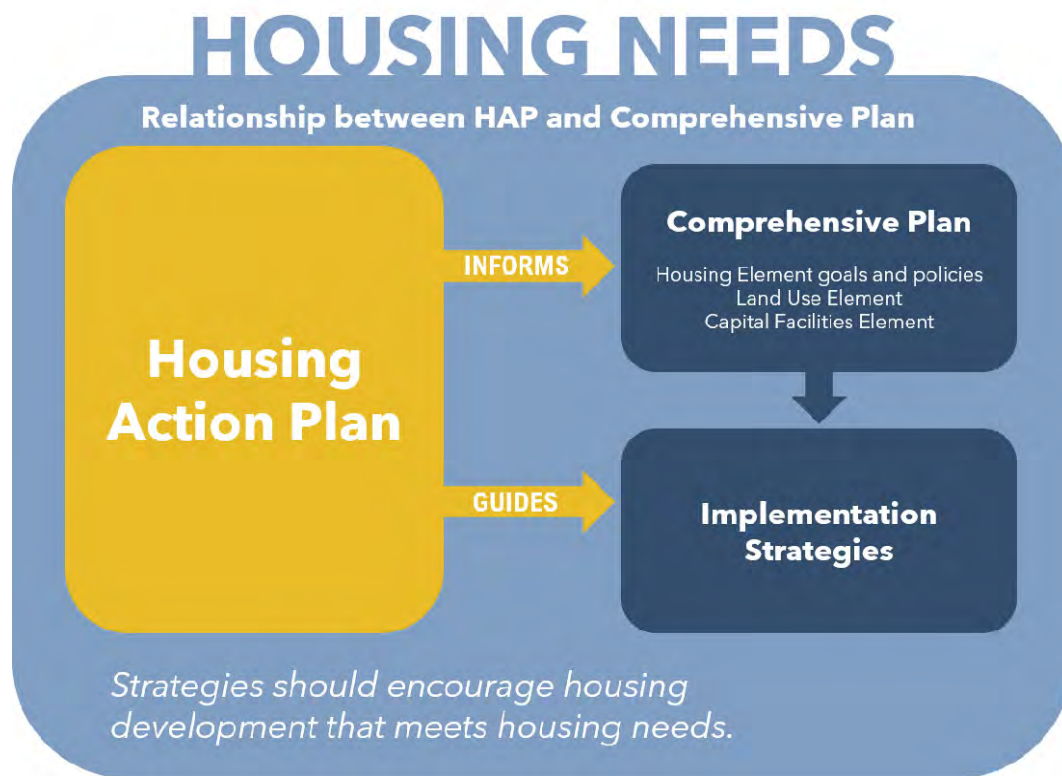 HOUSING NEEDS
Relationship between HAP and Comprehensive Plan
Housing
Action Plan
INFORMS
Comprehensive Plan
Housing Element goals and policies
Land Use Element
Capital Facilities Element
GUIDES
Implementation
Strategies
Strategies should encourage housing
development that meets housing needs.